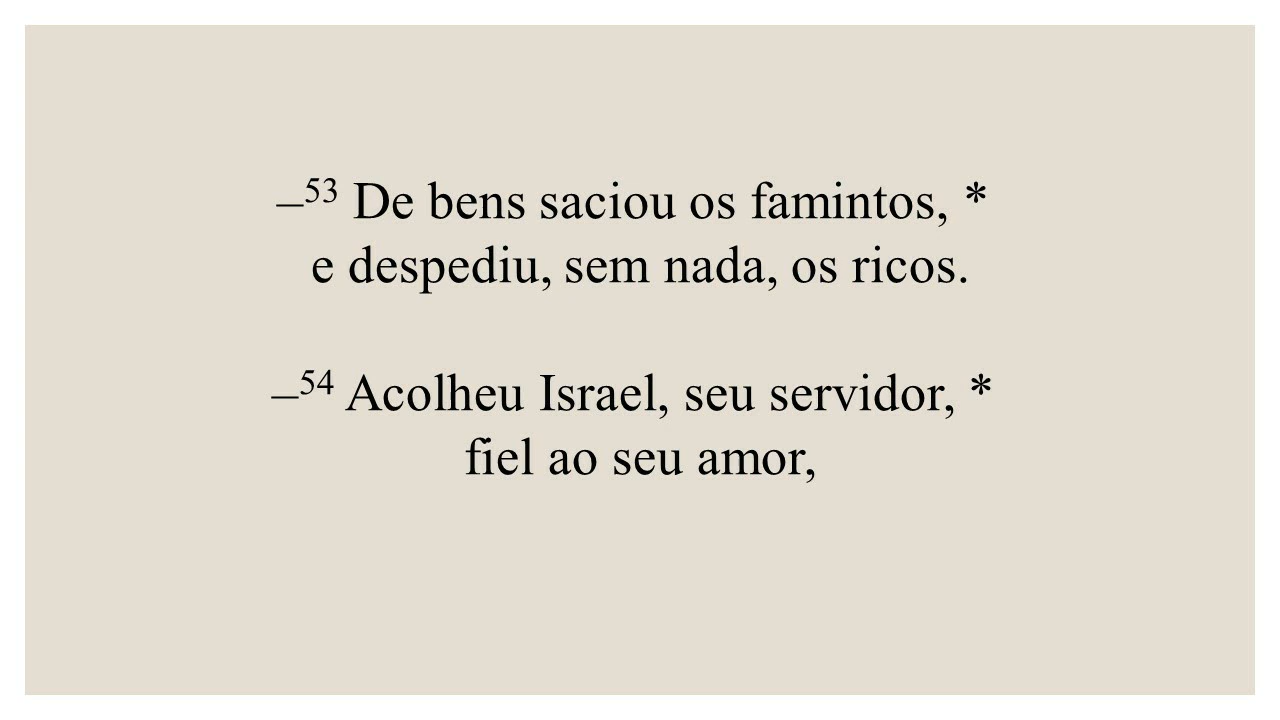 –53 De bens saciou os famintos, *
e despediu, sem nada, os ricos.
–54 Acolheu Israel, seu servidor, *
fiel ao seu amor,